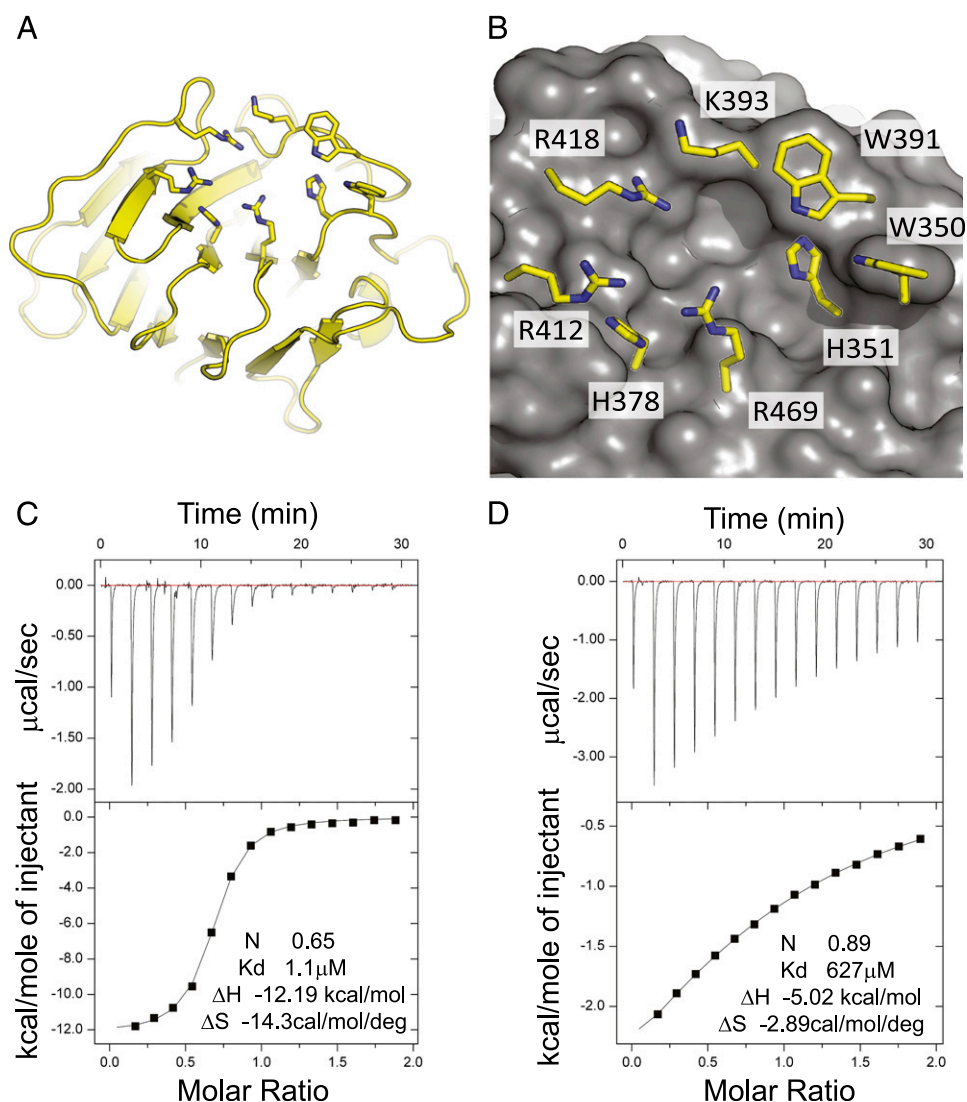 A
B
K393
R418
W391
W350
R412
H351
H378
R469
C
Time (min)
0 10 20 30
0.00
-0.50
-1.00
-1.50
-2.00
μcal/sec
0.0
-2.0
-4.0
-6.0
-8.0
-10.0
-12.0
kcal/mole of injectant
N 0.65
Kd 1.1μM
ΔH -12.19 kcal/mol
ΔS -14.3cal/mol/deg
0.0 0.5 1.0 1.5 2.0
Molar Ratio
D
Time (min)
0 10 20 30
0.00
-1.00
-2.00
-3.00
μcal/sec
-0.5
-1.0
-1.5
-2.0
kcal/mole of injectant
N 0.89
Kd 627μM
ΔH -5.02 kcal/mol
ΔS -2.89cal/mol/deg
0.0 0.5 1.0 1.5 2.0
Molar Ratio